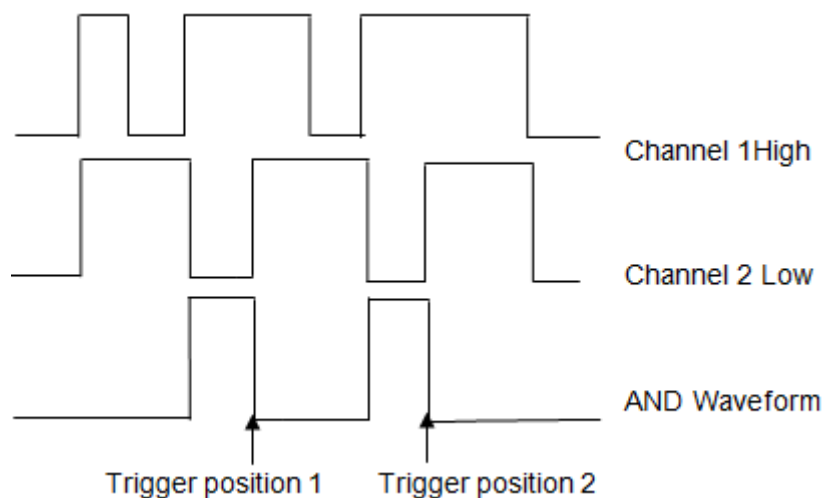 Channel 1High
Channel 2 Low
AND Waveform
Trigger position 1
Trigger position 2